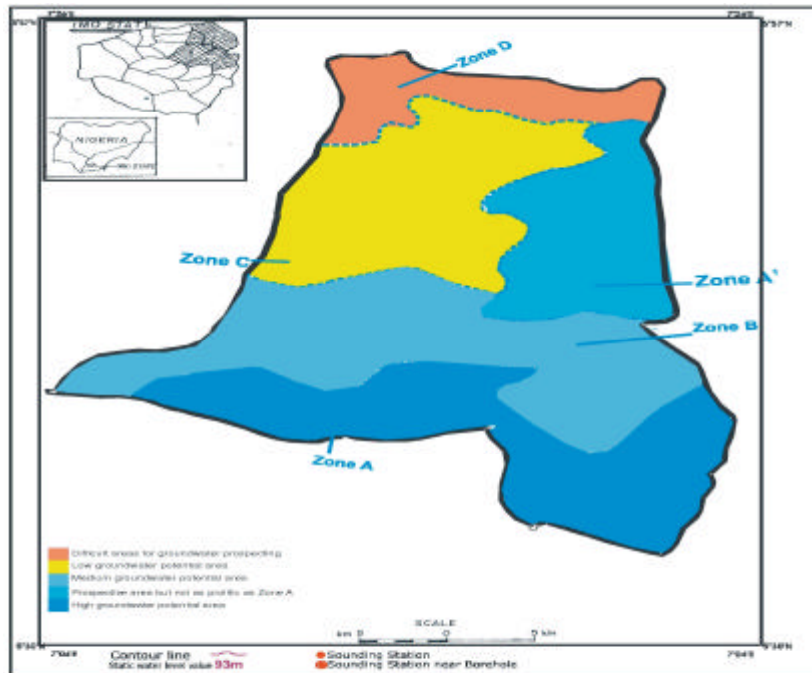 IMO STATE
NIGERIA
Zone D
Zone C
Zone A'
Zone B
Zone A
Difficult areas for groundwater prospecting
Low groundwater potential area
Medium groundwater potential area
Prospective area but not as prolific as Zone A
High groundwater potential area
SCALE
km 5 0 5 km
Contour line
Static water level value 93m
Sounding Station
Sounding Station near Borehole